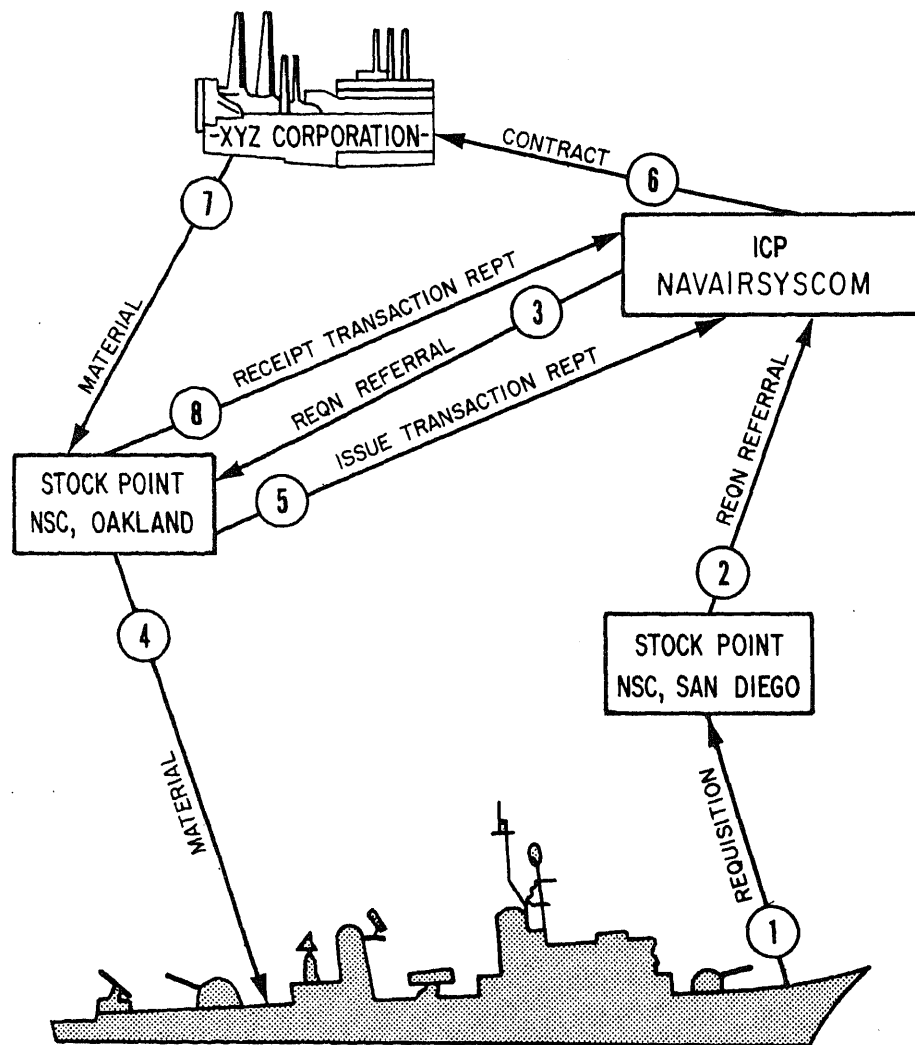 -XYZ CORPORATION-
CONTRACT
6
7
ICP
NAVAIRSYSCOM
MATERIAL
8
RECEIPT TRANSACTION REPT
3
REQN REFERRAL
5
ISSUE TRANSACTION REPT
STOCK POINT
NSC, OAKLAND
REQN REFERRAL
2
4
STOCK POINT
NSC, SAN DIEGO
MATERIAL
REQUISITION
1